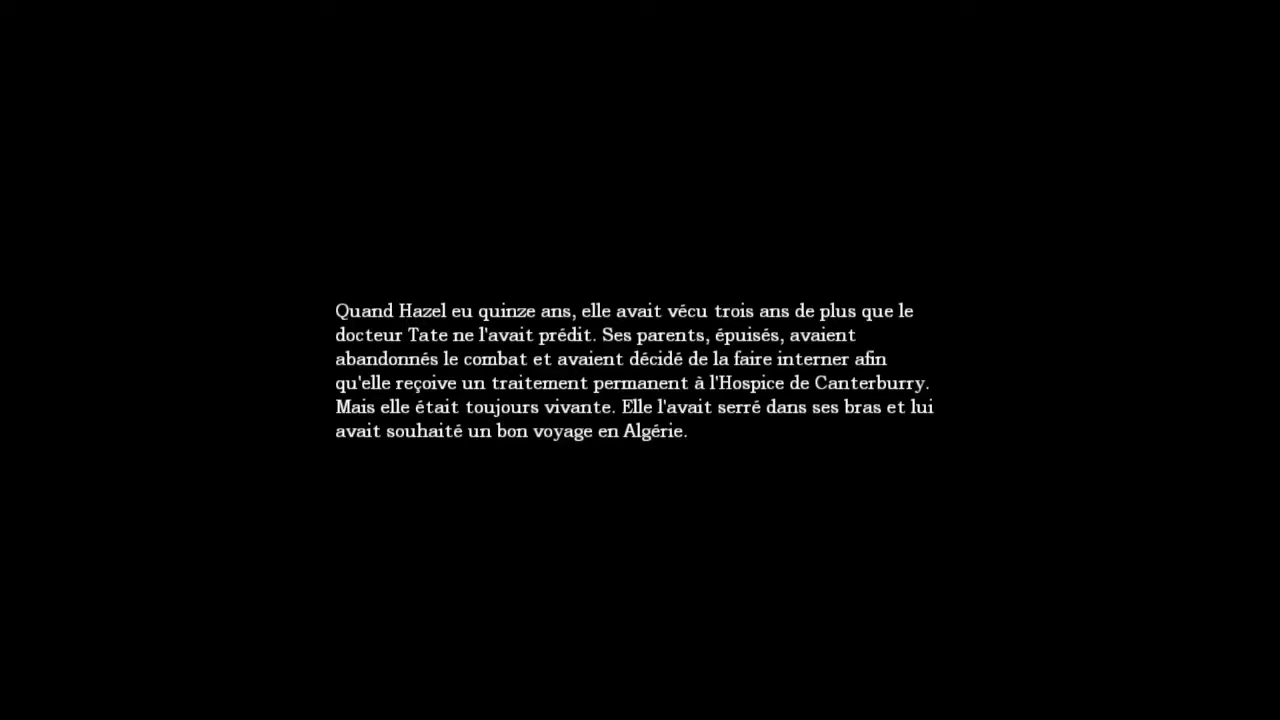 Quand Hazel eu quinze ans, elle avait vécu trois ans de plus que le
docteur Tate ne l'avait prédit. Ses parents, épuisés, avaient
abandonnés le combat et avaient décidé de la faire interner afin
qu'elle reçoive un traitement permanent à l'Hospice de Canterburry.
Mais elle était toujours vivante. Elle l'avait serré dans ses bras et lui
avait souhaité un bon voyage en Algérie.